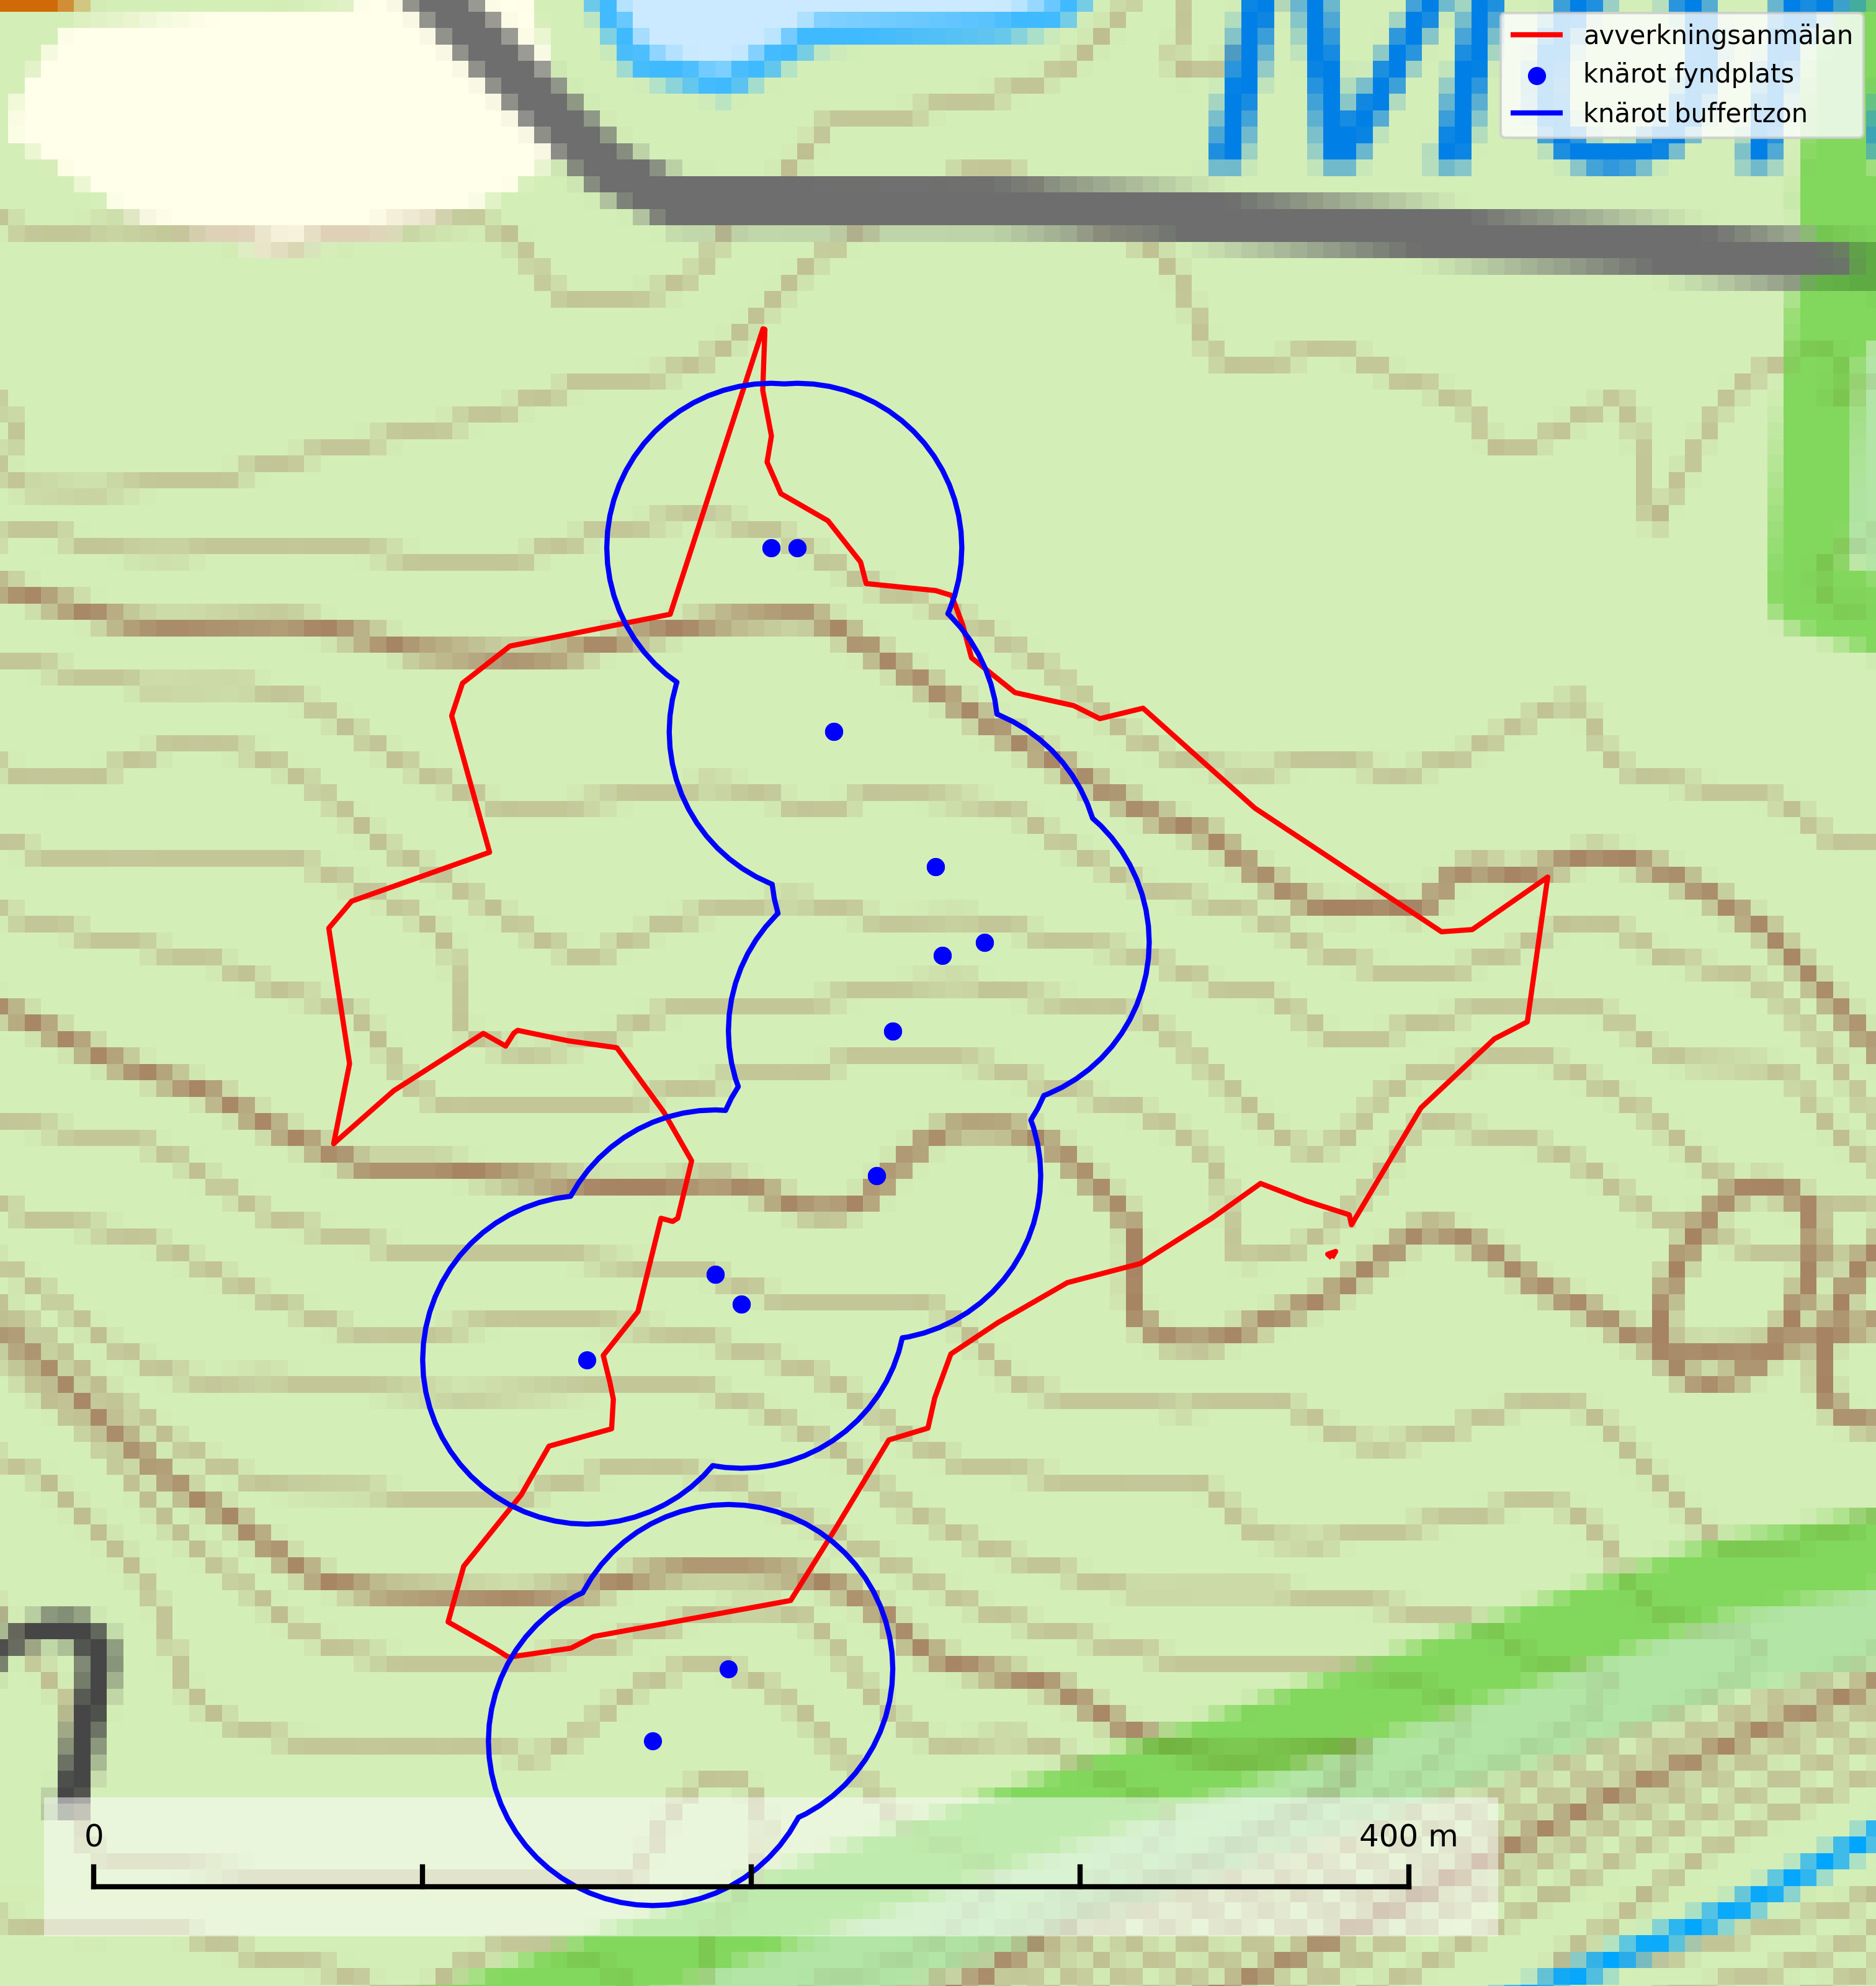 avverkningsanmälan
knärot fyndplats
knärot buffertzon
0 400 m